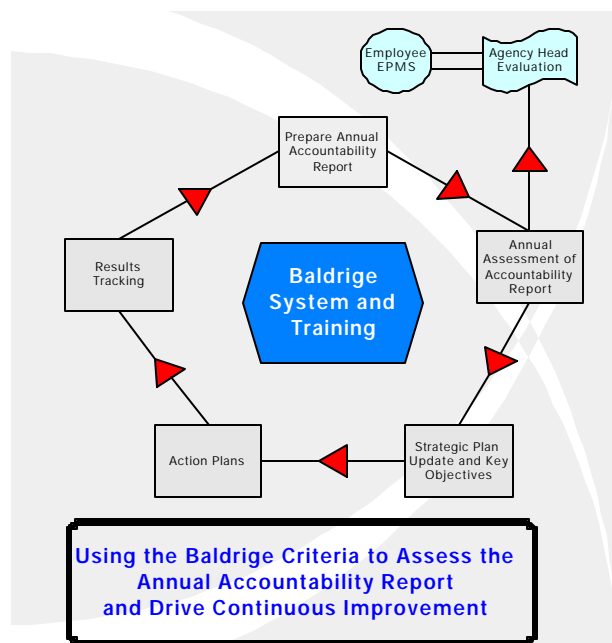 Employee
EPMS
Agency Head
Evaluation
Prepare Annual
Accountability
Report
Annual
Assessment of
Accountability
Report
Results
Tracking
Baldrige
System and
Training
Action Plans
Strategic Plan
Update and Key
Objectives
Using the Baldrige Criteria to Assess the
Annual Accountability Report
and Drive Continuous Improvement